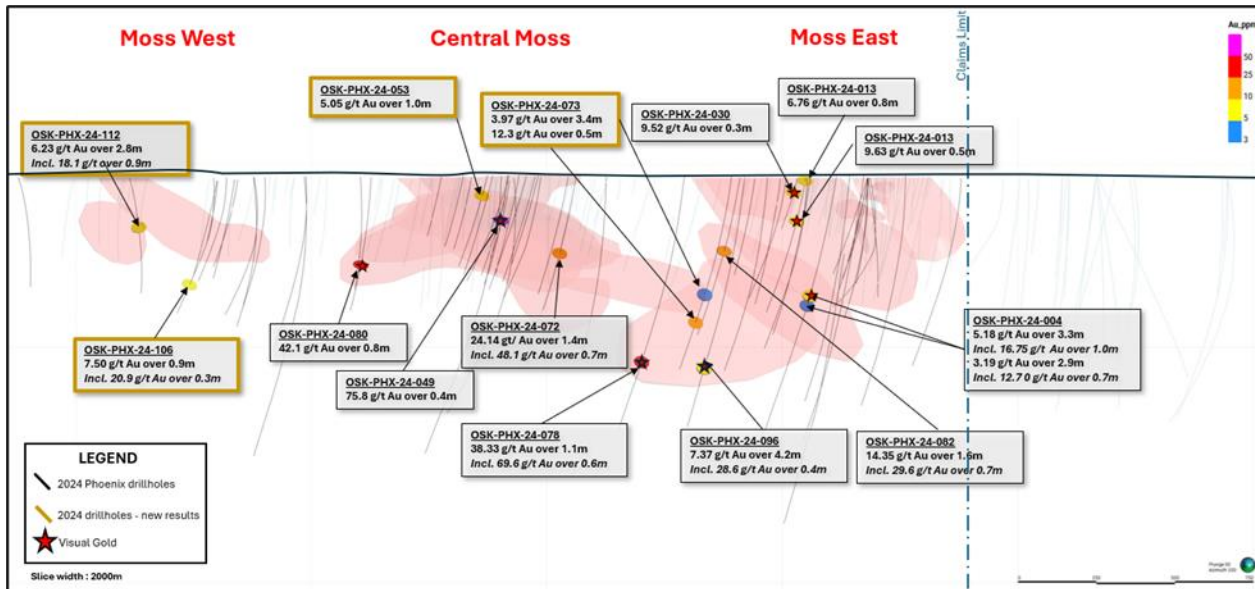 Moss West
Central Moss
Moss East
Claims Limit
Au_ppm
50
25
10
5
3
OSK-PHX-24-112
6.23 g/t Au over 2.8m
Incl. 18.1 g/t over 0.9m
OSK-PHX-24-053
5.05 g/t Au over 1.0m
OSK-PHX-24-073
3.97 g/t Au over 3.4m
12.3 g/t Au over 0.5m
OSK-PHX-24-030
9.52 g/t Au over 0.3m
OSK-PHX-24-013
6.76 g/t Au over 0.8m
OSK-PHX-24-013
9.63 g/t Au over 0.5m
OSK-PHX-24-106
7.50 g/t Au over 0.9m
Incl. 20.9 g/t Au over 0.3m
OSK-PHX-24-080
42.1 g/t Au over 0.8m
OSK-PHX-24-049
75.8 g/t Au over 0.4m
OSK-PHX-24-072
24.14 gt/ Au over 1.4m
Incl. 48.1 g/t Au over 0.7m
OSK-PHX-24-078
38.33 g/t Au over 1.1m
Incl. 69.6 g/t Au over 0.6m
OSK-PHX-24-096
7.37 g/t Au over 4.2m
Incl. 28.6 g/t Au over 0.4m
OSK-PHX-24-082
14.35 g/t Au over 1.6m
Incl. 29.6 g/t Au over 0.7m
OSK-PHX-24-004
5.18 g/t Au over 3.3m
Incl. 16.75 g/t Au over 1.0m
3.19 g/t Au over 2.9m
Incl. 12.7 0 g/t Au over 0.7m
LEGEND
2024 Phoenix drillholes
2024 drillholes - new results
Visual Gold
Slice width : 2000m
0
250
500
750